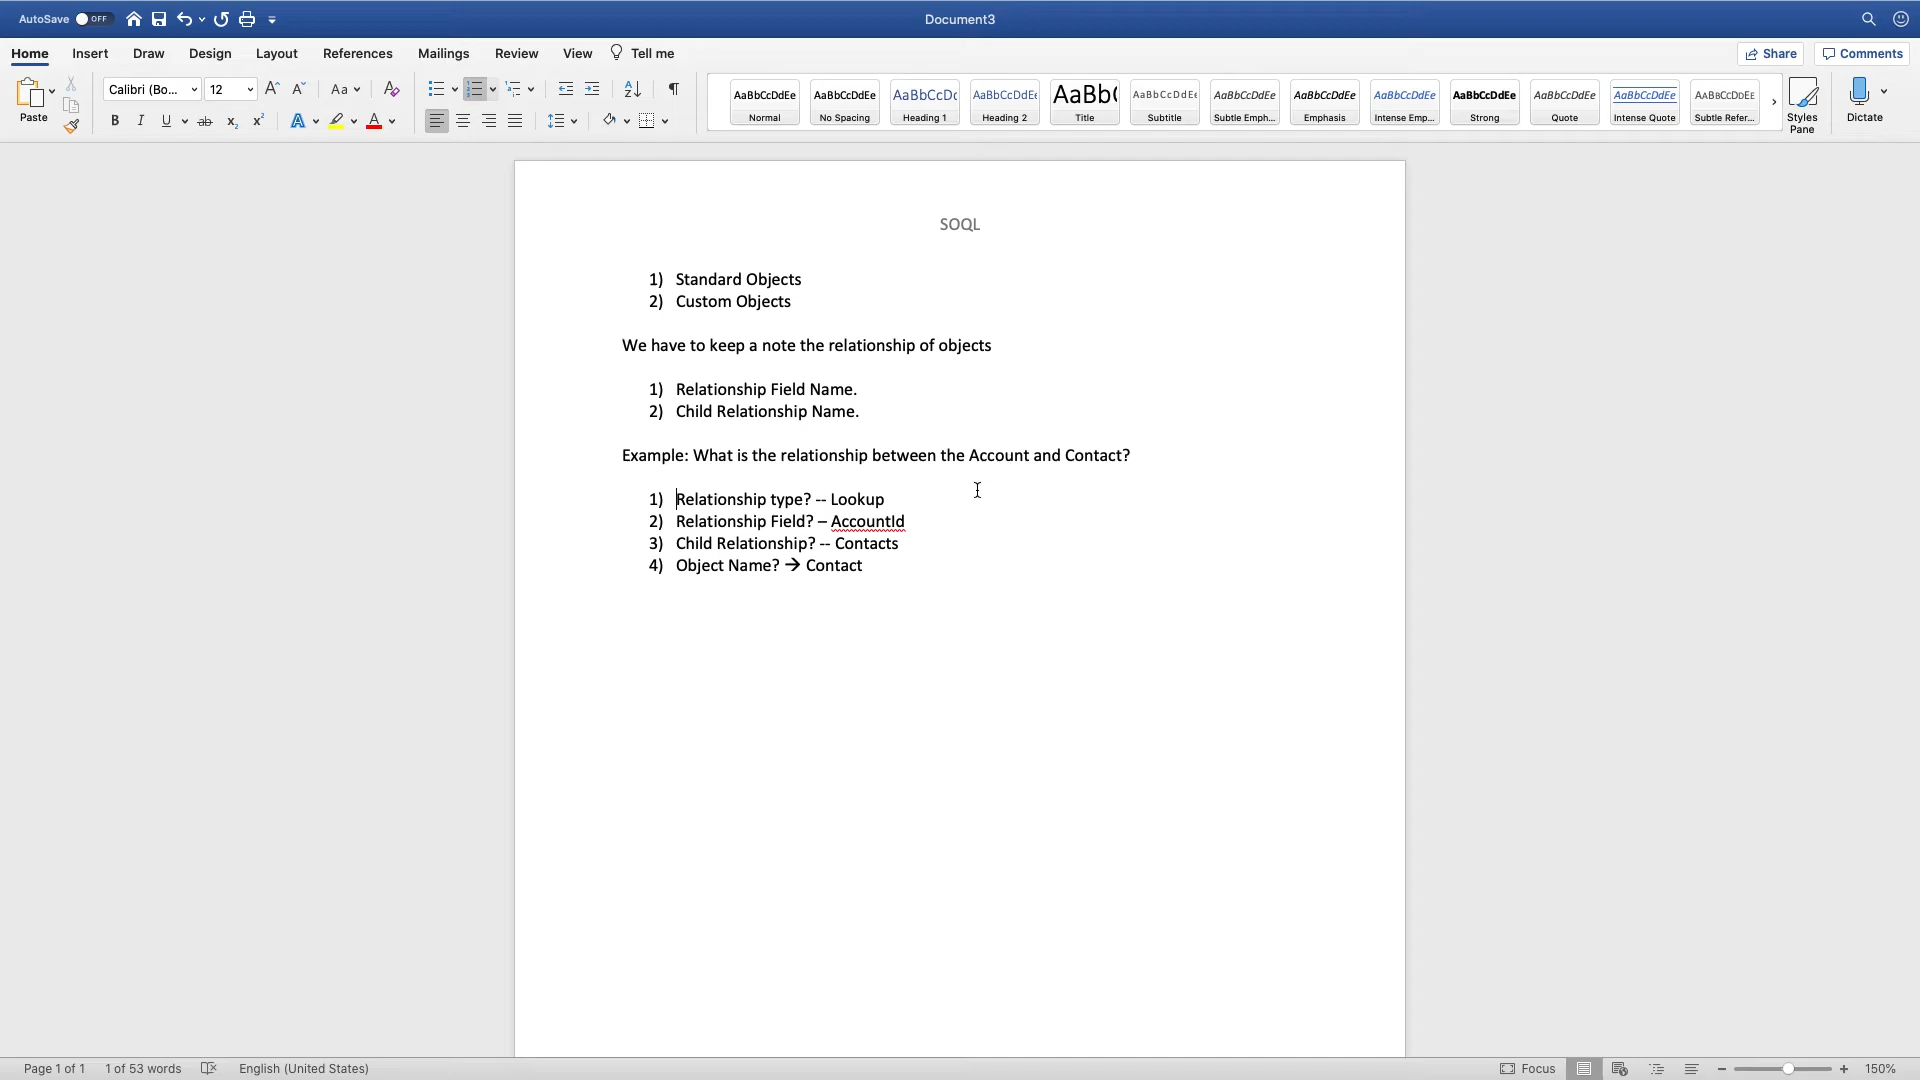 AutoSave OFF Document3
Home Insert Draw Design Layout References Mailings Review View Tell me Share Comments
Paste Calibri (Bo... 12 Aa
AaBbCcDdEe Normal
AaBbCcDdEe No Spacing
AaBbCcDc Heading 1
AaBbCcDdEe Heading 2
AaBb( Title
AaBbCcDdEe Subtitle
AaBbCcDdEe Subtle Emph...
AaBbCcDdEe Emphasis
AaBbCcDdEe Intense Emp...
AaBbCcDdEe Strong
AaBbCcDdEe Quote
AaBbCcDdEe Intense Quote
AaBbCcDdEe Subtle Refer...
Styles
Pane
Dictate
SOQL
1) Standard Objects
2) Custom Objects
We have to keep a note the relationship of objects
1) Relationship Field Name.
2) Child Relationship Name.
Example: What is the relationship between the Account and Contact?
1) Relationship type? -- Lookup
2) Relationship Field? – AccountId
3) Child Relationship? -- Contacts
4) Object Name? → Contact
Page 1 of 1 1 of 53 words English (United States) Focus 150%